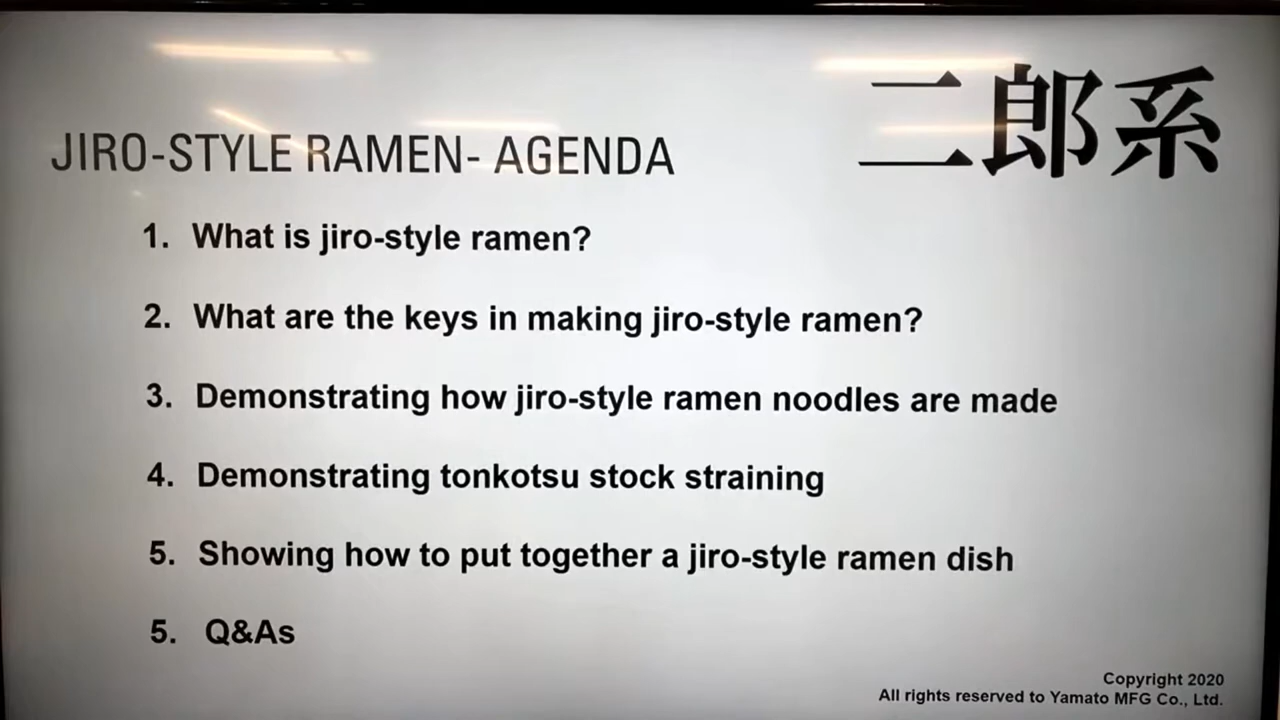 二郎系
JIRO-STYLE RAMEN- AGENDA
1. What is jiro-style ramen?
2. What are the keys in making jiro-style ramen?
3. Demonstrating how jiro-style ramen noodles are made
4. Demonstrating tonkotsu stock straining
5. Showing how to put together a jiro-style ramen dish
5. Q&As
Copyright 2020
All rights reserved to Yamato MFG Co., Ltd.